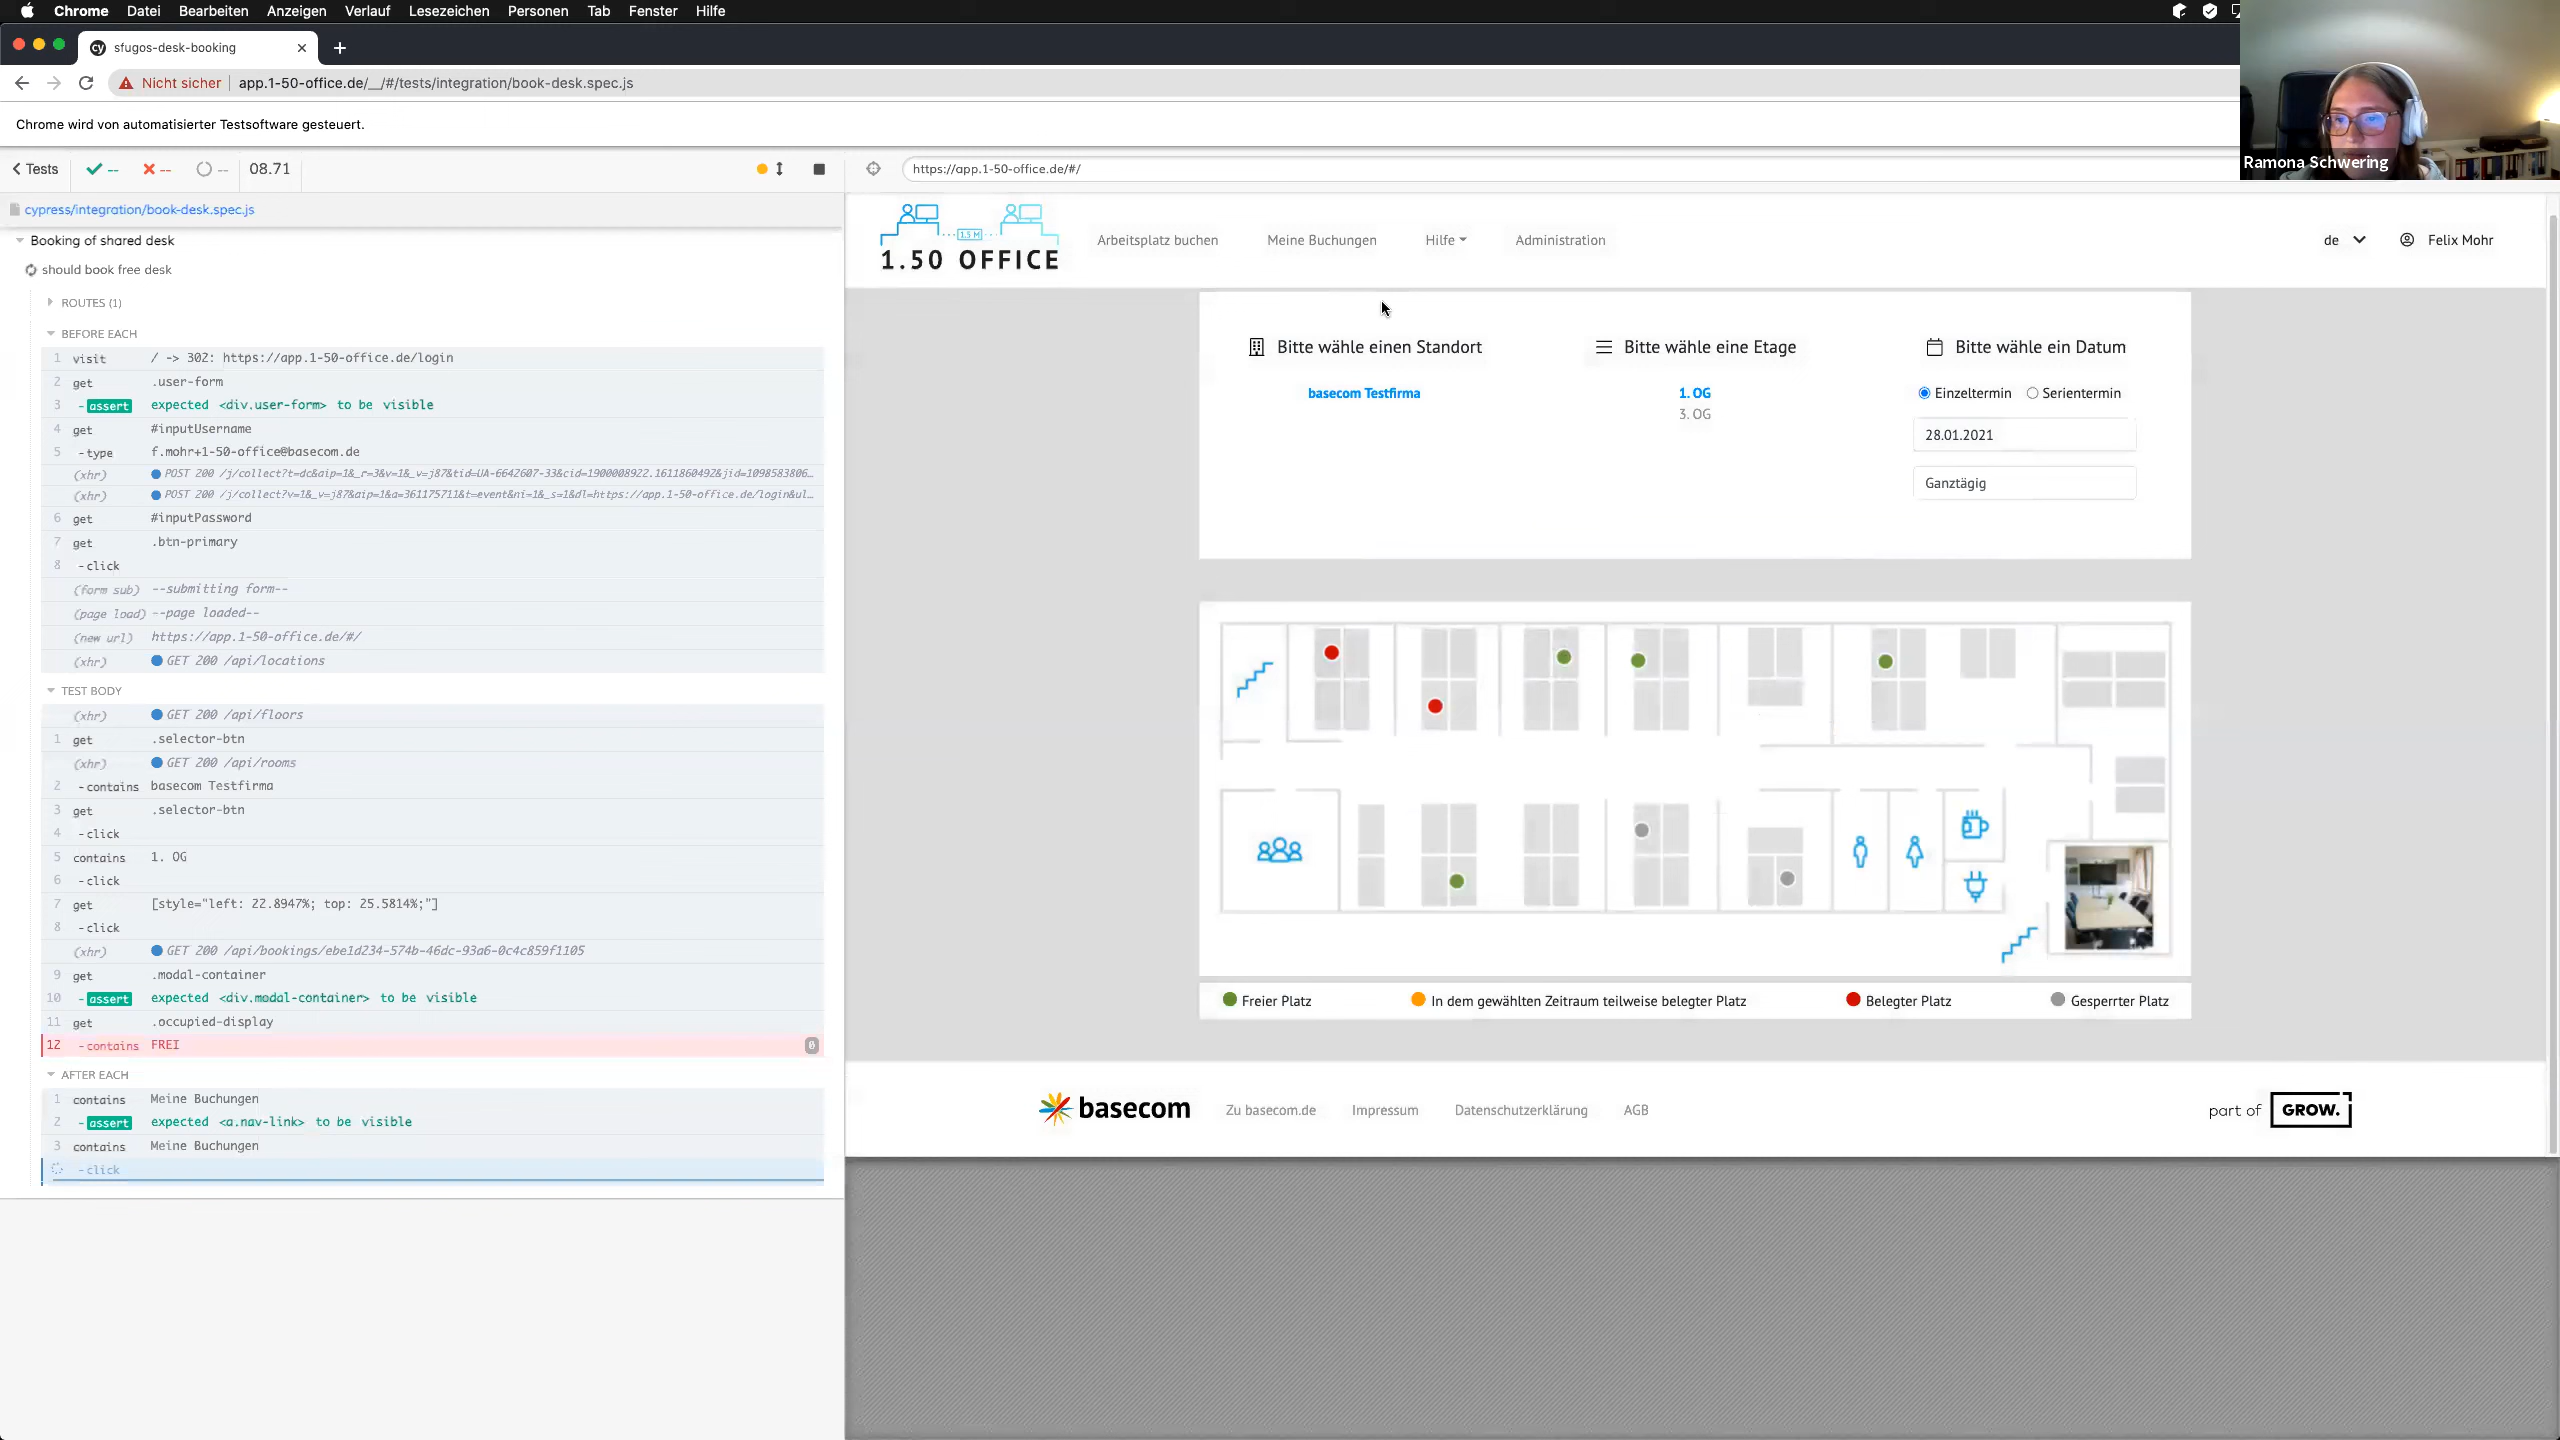 Chrome Datei Bearbeiten Anzeigen Verlauf Lesezeichen Personen Tab Fenster Hilfe
cy sfugos-desk-booking
Nicht sicher app.1-50-office.de/__/#/tests/integration/book-desk.spec.js
Chrome wird von automatisierter Testsoftware gesteuert.
Ramona Schwering
Tests -- -- -- 08.71
https://app.1-50-office.de/#/
cypress/integration/book-desk.spec.js
Booking of shared desk
should book free desk
ROUTES (1)
BEFORE EACH
1 visit / -> 302: https://app.1-50-office.de/login
2 get .user-form
3 -assert expected <div.user-form> to be visible
4 get #inputUsername
5 -type f.mohr+1-50-office@basecom.de
(xhr) POST 200 /j/collect?t=dc&aip=1&_r=3&v=1&_v=j87&tid=UA-6642607-33&cid=1900008922.1611860492&jid=1098583806…
(xhr) POST 200 /j/collect?v=1&_v=j87&aip=1&a=361175711&t=event&ni=1&_s=1&dl=https://app.1-50-office.de/login&ul…
6 get #inputPassword
7 get .btn-primary
8 -click
(form sub) --submitting form--
(page load) --page loaded--
(new url) https://app.1-50-office.de/#/
(xhr) GET 200 /api/locations
TEST BODY
(xhr) GET 200 /api/floors
1 get .selector-btn
(xhr) GET 200 /api/rooms
2 -contains basecom Testfirma
3 get .selector-btn
4 -click
5 contains 1. OG
6 -click
7 get [style="left: 22.8947%; top: 25.5814%;"]
8 -click
(xhr) GET 200 /api/bookings/ebe1d234-574b-46dc-93a6-0c4c859f1105
9 get .modal-container
10 -assert expected <div.modal-container> to be visible
11 get .occupied-display
12 -contains FREI 0
AFTER EACH
1 contains Meine Buchungen
2 -assert expected <a.nav-link> to be visible
3 contains Meine Buchungen
-click
1.5 M
1.50 OFFICE
Arbeitsplatz buchen Meine Buchungen Hilfe Administration de Felix Mohr
Bitte wähle einen Standort
basecom Testfirma
Bitte wähle eine Etage
1. OG
3. OG
Bitte wähle ein Datum
Einzeltermin Serientermin
28.01.2021
Ganztägig
Freier Platz In dem gewählten Zeitraum teilweise belegter Platz Belegter Platz Gesperrter Platz
basecom Zu basecom.de Impressum Datenschutzerklärung AGB part of GROW.